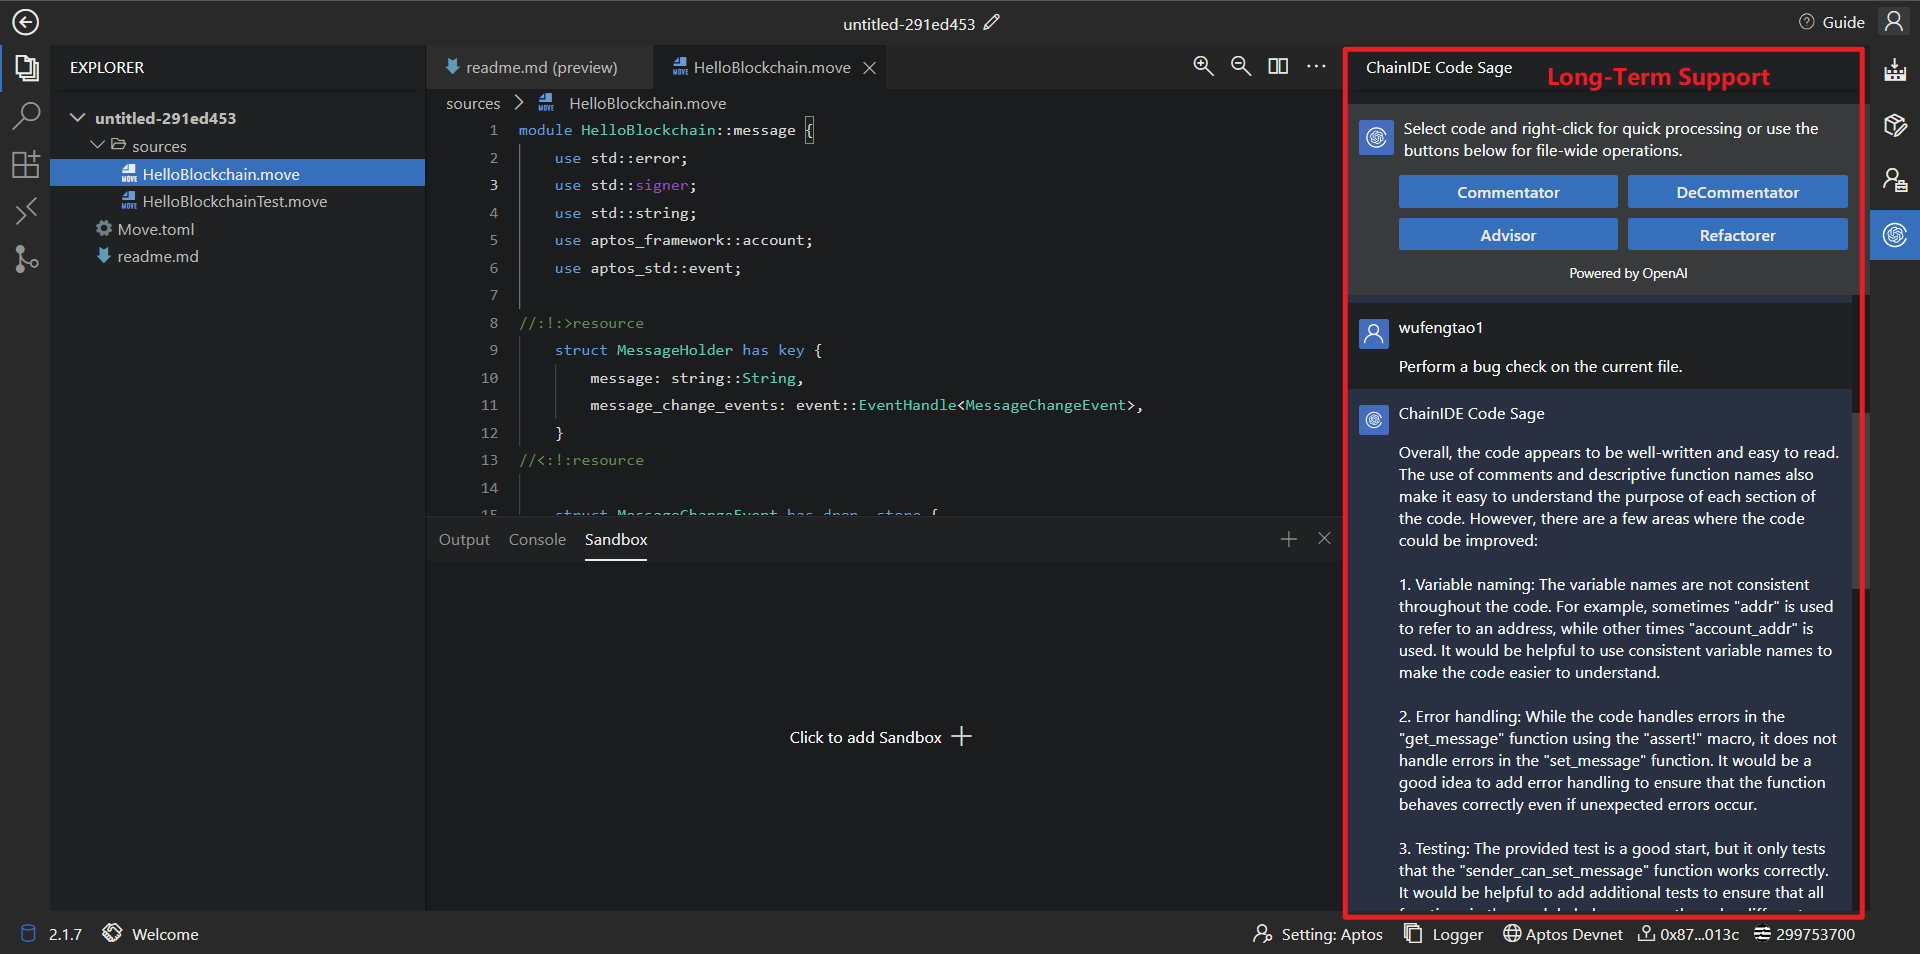 untitled-291ed453
Guide
EXPLORER
untitled-291ed453
sources
HelloBlockchain.move
HelloBlockchainTest.move
Move.toml
readme.md
readme.md (preview)
HelloBlockchain.move
sources
HelloBlockchain.move
1 module HelloBlockchain::message {
2 use std::error;
3 use std::signer;
4 use std::string;
5 use aptos_framework::account;
6 use aptos_std::event;
7
8 //:!:>resource
9 struct MessageHolder has key {
10 message: string::String,
11 message_change_events: event::EventHandle<MessageChangeEvent>,
12 }
13 //<:!:resource
14
15 struct MessageChangeEvent has drop, store {
Output Console Sandbox
Click to add Sandbox
ChainIDE Code Sage
Long-Term Support
Select code and right-click for quick processing or use the
buttons below for file-wide operations.
Commentator
DeCommentator
Advisor
Refactorer
Powered by OpenAI
wufengtao1
Perform a bug check on the current file.
ChainIDE Code Sage
Overall, the code appears to be well-written and easy to read.
The use of comments and descriptive function names also
make it easy to understand the purpose of each section of
the code. However, there are a few areas where the code
could be improved:
1. Variable naming: The variable names are not consistent
throughout the code. For example, sometimes "addr" is used
to refer to an address, while other times "account_addr" is
used. It would be helpful to use consistent variable names to
make the code easier to understand.
2. Error handling: While the code handles errors in the
"get_message" function using the "assert!" macro, it does not
handle errors in the "set_message" function. It would be a
good idea to add error handling to ensure that the function
behaves correctly even if unexpected errors occur.
3. Testing: The provided test is a good start, but it only tests
that the "sender_can_set_message" function works correctly.
It would be helpful to add additional tests to ensure that all
2.1.7
Welcome
Setting: Aptos
Logger
Aptos Devnet
0x87...013c
299753700